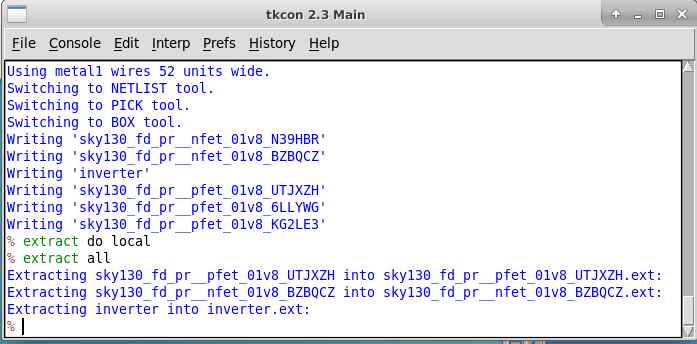 tkcon 2.3 Main
File Console Edit Interp Prefs History Help
Using metal1 wires 52 units wide.
Switching to NETLIST tool.
Switching to PICK tool.
Switching to BOX tool.
Writing 'sky130_fd_pr__nfet_01v8_N39HBR'
Writing 'sky130_fd_pr__nfet_01v8_BZBQCZ'
Writing 'inverter'
Writing 'sky130_fd_pr__pfet_01v8_UTJXZH'
Writing 'sky130_fd_pr__pfet_01v8_6LLYWG'
Writing 'sky130_fd_pr__pfet_01v8_KG2LE3'
% extract do local
% extract all
Extracting sky130_fd_pr__pfet_01v8_UTJXZH into sky130_fd_pr__pfet_01v8_UTJXZH.ext:
Extracting sky130_fd_pr__nfet_01v8_BZBQCZ into sky130_fd_pr__nfet_01v8_BZBQCZ.ext:
Extracting inverter into inverter.ext:
%